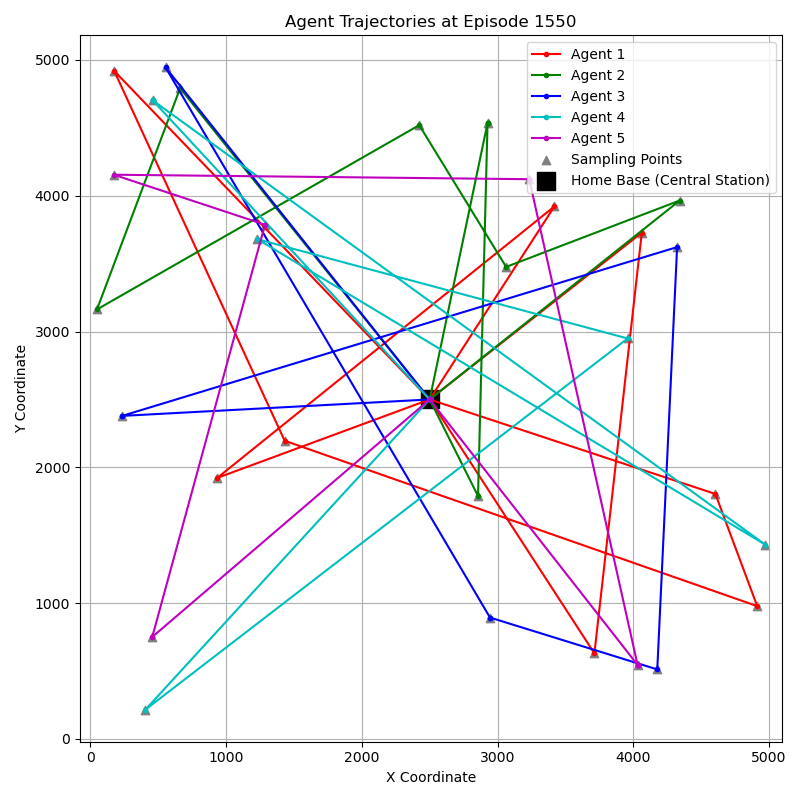 Agent Trajectories at Episode 1550
Agent 1
Agent 2
Agent 3
Agent 4
Agent 5
Sampling Points
Home Base (Central Station)
Y Coordinate
5000
4000
3000
2000
1000
0
0 1000 2000 3000 4000 5000
X Coordinate